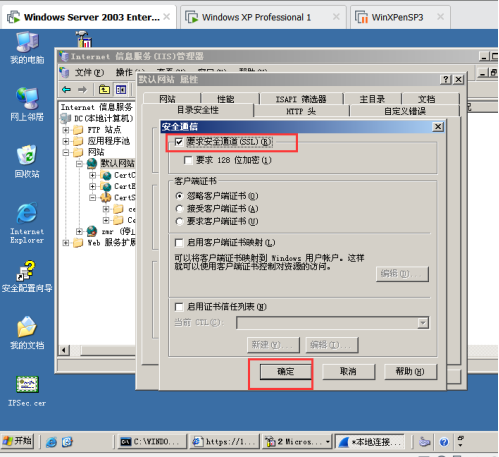 Windows Server 2003 Enter...
Windows XP Professional 1
WinXPenSP3
我的电脑
网上邻居
回收站
Internet
Explorer
安全配置向导
我的文档
IPSec.cer
Internet 信息服务(IIS)管理器
文件(F)
操作(
默认网站 属性
Internet 信息服务
DC(本地计算机)
FTP 站点
应用程序池
网站
默认网站
CertC
CertE
CertS
ce
Ce
(停止
Web 服务扩展
网站
性能
ISAPI 筛选器
主目录
文档
目录安全性
HTTP 头
自定义错误
安全通信
要求安全通道(SSL)(R)
要求 128 位加密(1)
客户端证书
忽略客户端证书(O)
接受客户端证书(A)
要求客户端证书(U)
启用客户端证书映射(L)
可以将客户端证书映射到 Windows 用户帐户。这样
就可以使用客户端证书控制对资源的访问。
编辑(D)...
启用证书信任列表(N)
当前 CTL(C):
新建(W)...
编辑(I)...
确定
取消
帮助(H)
开始
C:\WINDO...
https://1...
2 Micros...
*本地连接...